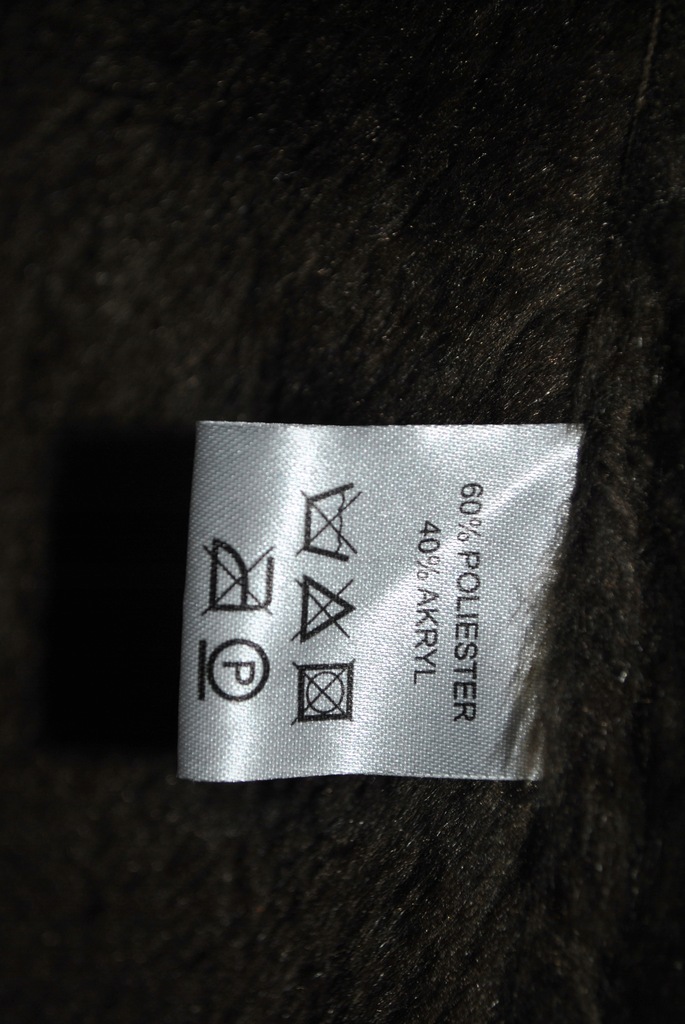 60% POLIESTER
40% AKRYL
P